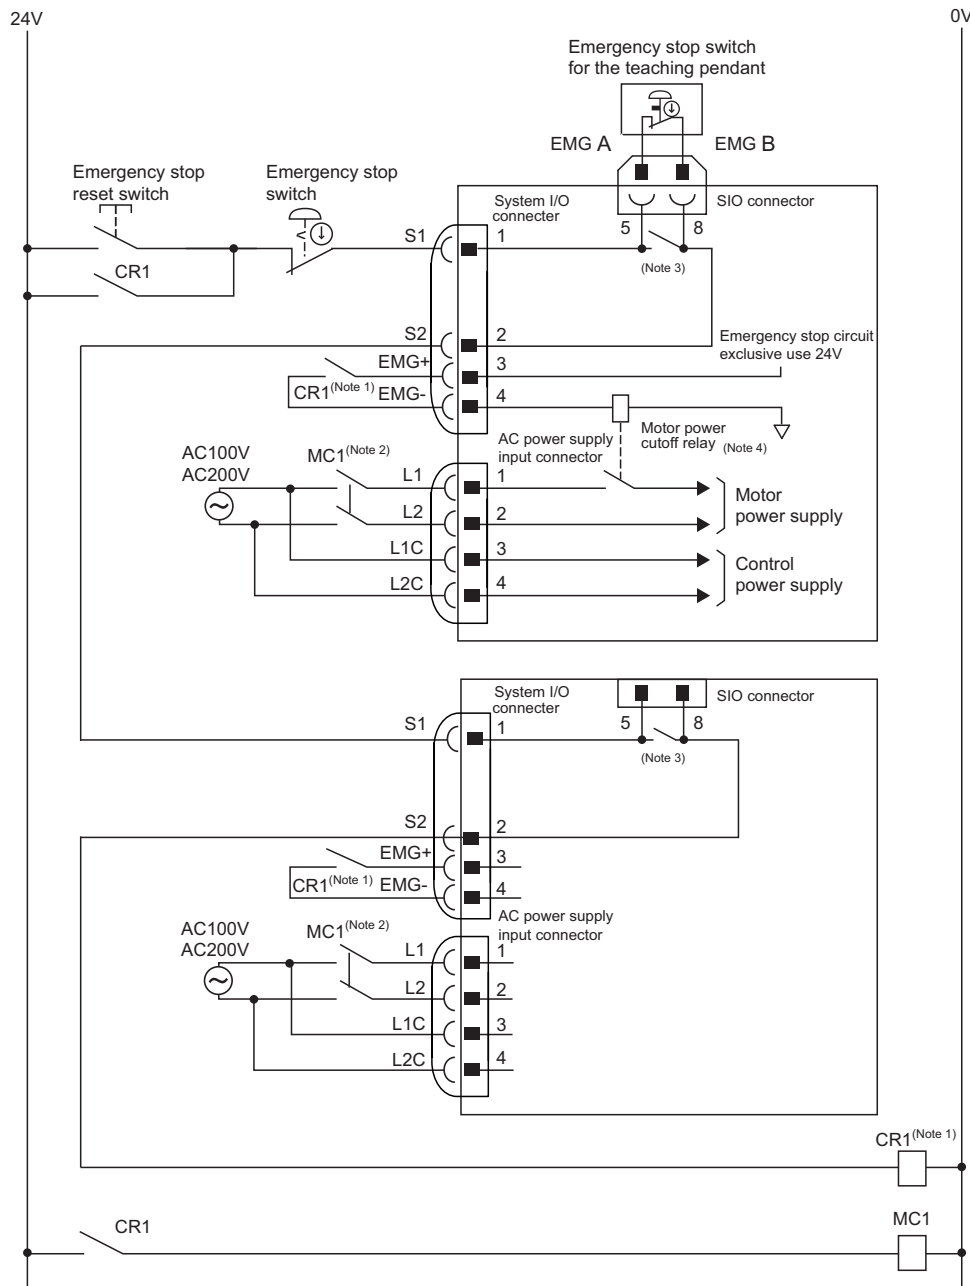 24V
0V
Emergency stop switch
for the teaching pendant
EMG A
EMG B
Emergency stop
reset switch
Emergency stop
switch
System I/O
connecter
SIO connector
S1
1
5
8
(Note 3)
CR1
S2
2
Emergency stop circuit
exclusive use 24V
EMG+
3
CR1(Note 1)
EMG-
4
Motor power
cutoff relay (Note 4)
AC power supply
input connector
AC100V
AC200V
MC1(Note 2)
L1
1
Motor
power supply
L2
2
L1C
3
Control
power supply
L2C
4
System I/O
connecter
SIO connector
S1
1
5
8
(Note 3)
S2
2
EMG+
3
CR1(Note 1)
EMG-
4
AC power supply
input connector
AC100V
AC200V
MC1(Note 2)
L1
1
L2
2
L1C
3
L2C
4
CR1(Note 1)
CR1
MC1